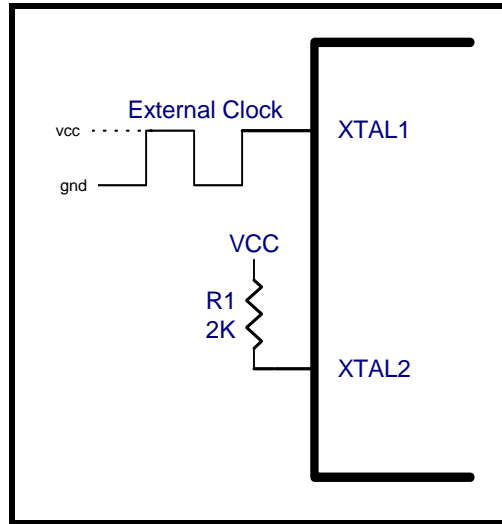 External Clock
vcc
XTAL1
gnd
VCC
R1
2K
XTAL2